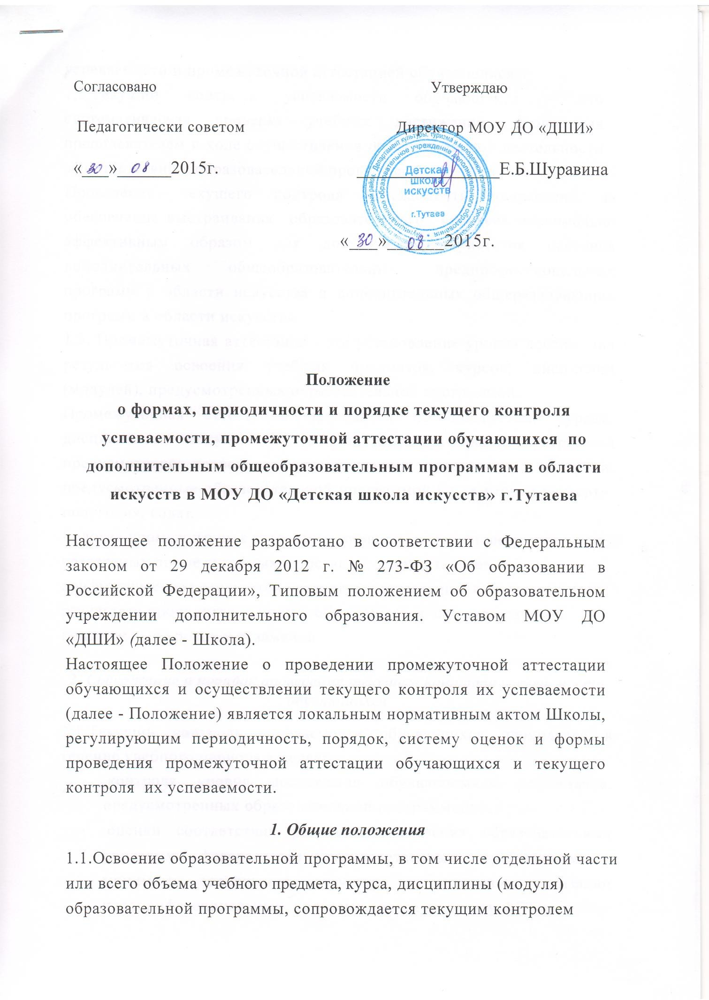 Согласовано
Утверждаю
Педагогически советом
Директор МОУ ДО «ДШИ»
«30» 08 2015г.
Е.Б.Шуравина
Детская
школа
искусств
г.Тутаев
«30» 08 2015г.
Положение
о формах, периодичности и порядке текущего контроля
успеваемости, промежуточной аттестации обучающихся по
дополнительным общеобразовательным программам в области
искусств в МОУ ДО «Детская школа искусств» г.Тутаева
Настоящее положение разработано в соответствии с Федеральным
законом от 29 декабря 2012 г. № 273-ФЗ «Об образовании в
Российской Федерации», Типовым положением об образовательном
учреждении дополнительного образования. Уставом МОУ ДО
«ДШИ» (далее - Школа).
Настоящее Положение о проведении промежуточной аттестации
обучающихся и осуществлении текущего контроля их успеваемости
(далее - Положение) является локальным нормативным актом Школы,
регулирующим периодичность, порядок, систему оценок и формы
проведения промежуточной аттестации обучающихся и текущего
контроля их успеваемости.
1. Общие положения
1.1.Освоение образовательной программы, в том числе отдельной части
или всего объема учебного предмета, курса, дисциплины (модуля)
образовательной программы, сопровождается текущим контролем